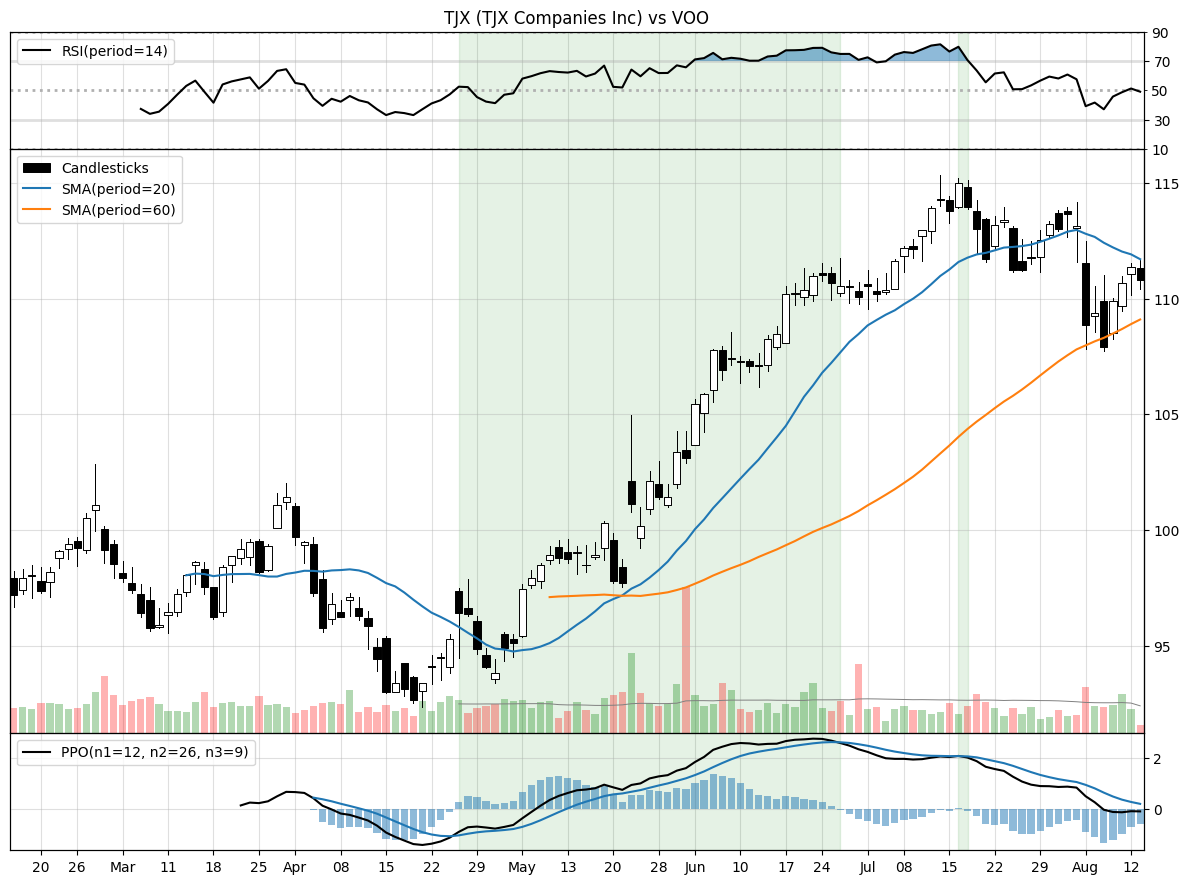 TJX (TJX Companies Inc) vs VOO
RSI(period=14)
90
70
50
30
10
Candlesticks
SMA(period=20)
SMA(period=60)
115
110
105
100
95
PPO(n1=12, n2=26, n3=9)
2
0
20 26 Mar 11 18 25 Apr 08 15 22 29 May 13 20 28 Jun 10 17 24 Jul 08 15 22 29 Aug 12